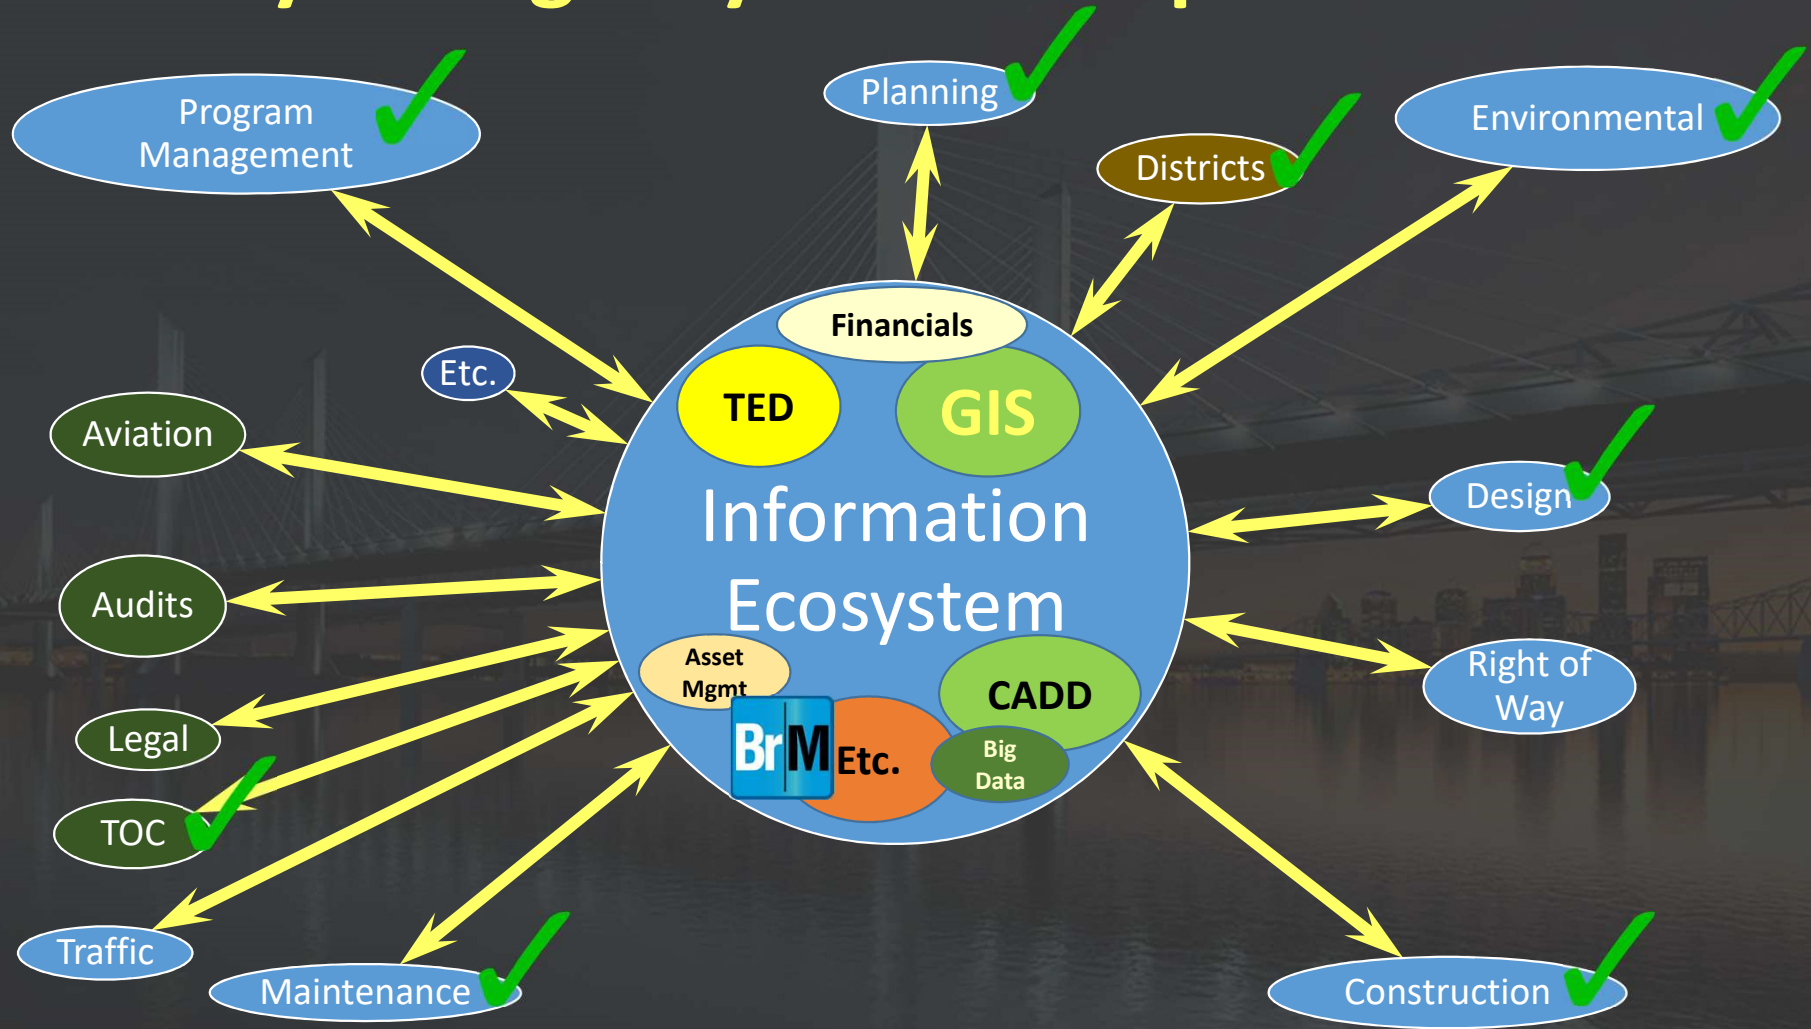 Program
Management
Planning
Districts
Environmental
Financials
Etc.
TED
GIS
Aviation
Design
Information
Ecosystem
Audits
Asset
Mgmt
CADD
Right of
Way
Legal
BrM
Etc.
Big
Data
TOC
Traffic
Maintenance
Construction